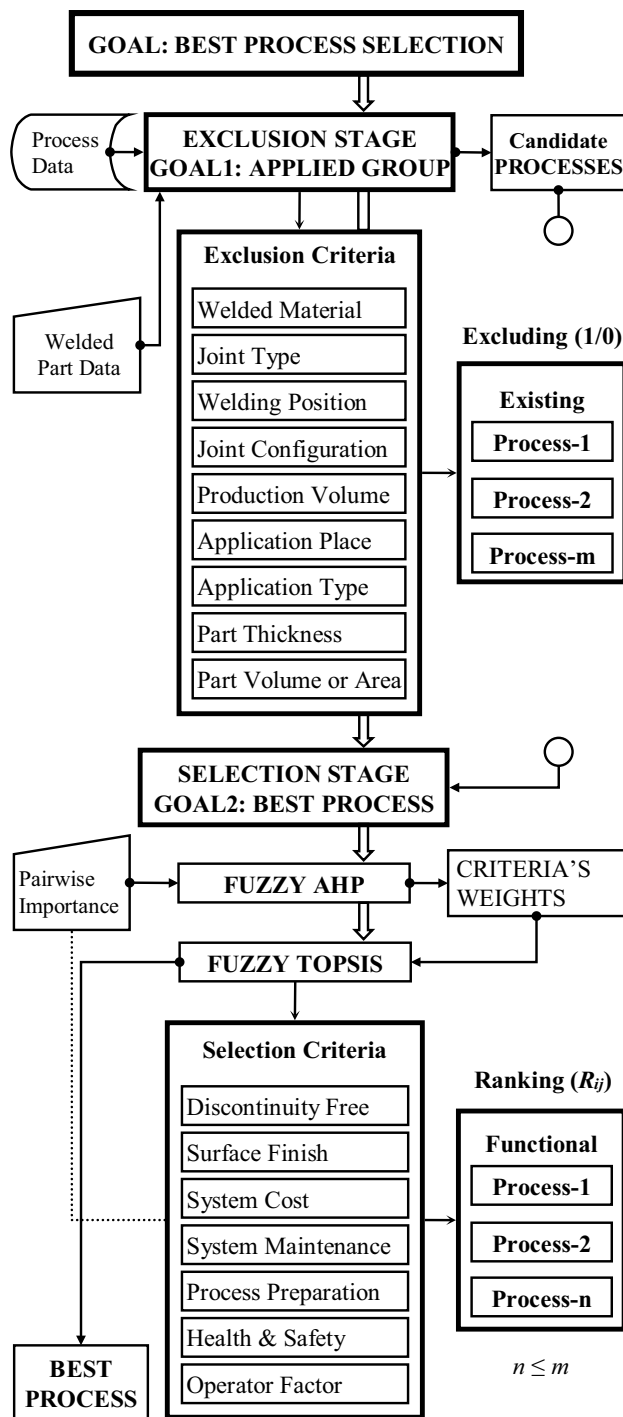 GOAL: BEST PROCESS SELECTION
Process
Data
EXCLUSION STAGE
GOAL1: APPLIED GROUP
Candidate
PROCESSES
Welded
Part Data
Exclusion Criteria
Welded Material
Joint Type
Welding Position
Joint Configuration
Production Volume
Application Place
Application Type
Part Thickness
Part Volume or Area
Excluding (1/0)
Existing
Process-1
Process-2
Process-m
SELECTION STAGE
GOAL2: BEST PROCESS
Pairwise
Importance
FUZZY AHP
CRITERIA’S
WEIGHTS
FUZZY TOPSIS
Selection Criteria
Discontinuity Free
Surface Finish
System Cost
System Maintenance
Process Preparation
Health & Safety
Operator Factor
Ranking (Rij)
Functional
Process-1
Process-2
Process-n
n ≤ m
BEST
PROCESS